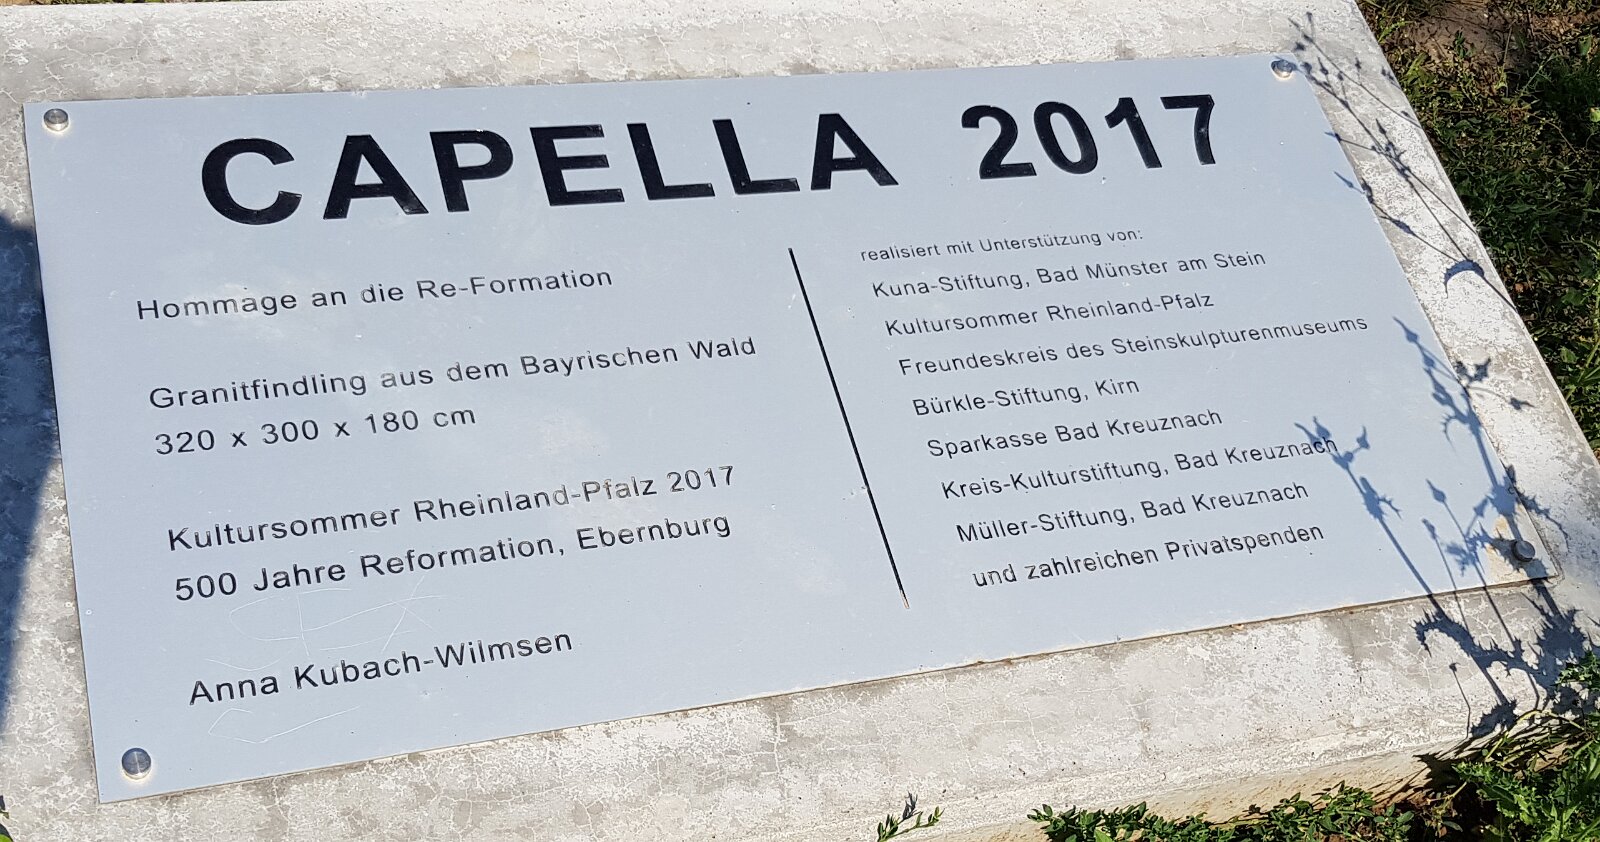 CAPELLA 2017
Hommage an die Re-Formation
Granitfindling aus dem Bayrischen Wald
320 x 300 x 180 cm
Kultursommer Rheinland-Pfalz 2017
500 Jahre Reformation, Ebernburg
Anna Kubach-Wilmsen
realisiert mit Unterstützung von:
Kuna-Stiftung, Bad Münster am Stein
Kultursommer Rheinland-Pfalz
Freundeskreis des Steinskulpturenmuseums
Bürkle-Stiftung, Kirn
Sparkasse Bad Kreuznach
Kreis-Kulturstiftung, Bad Kreuznach
Müller-Stiftung, Bad Kreuznach
und zahlreichen Privatspenden